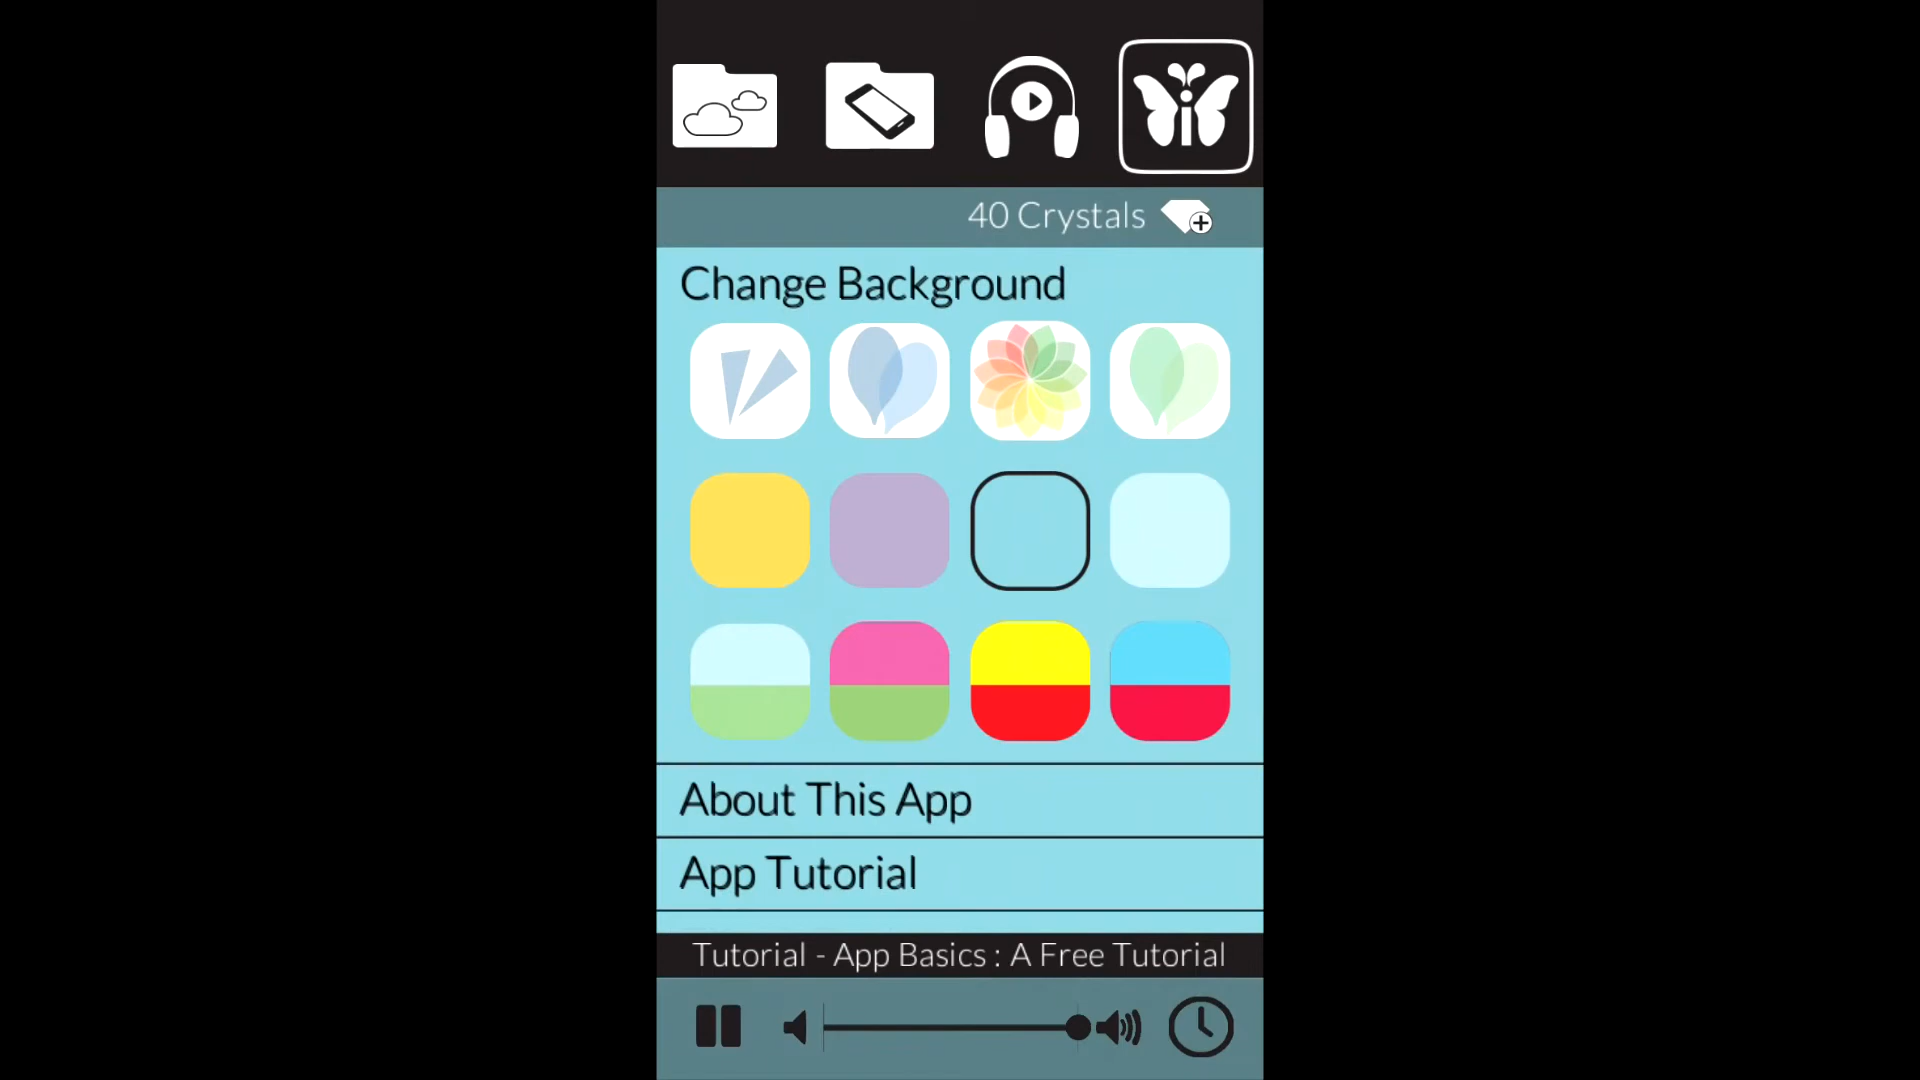 40 Crystals
Change Background
About This App
App Tutorial
Tutorial - App Basics : A Free Tutorial